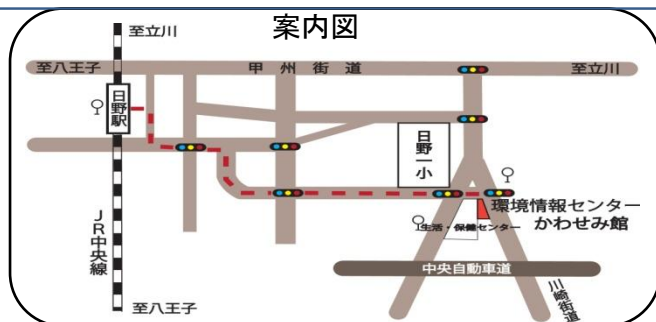 案内図
至立川
至八王子
甲州街道
至立川
日野駅
日野一小
環境情報センター
かわせみ館
生活・保健センター
JR中央線
中央自動車道
川崎街道
至八王子